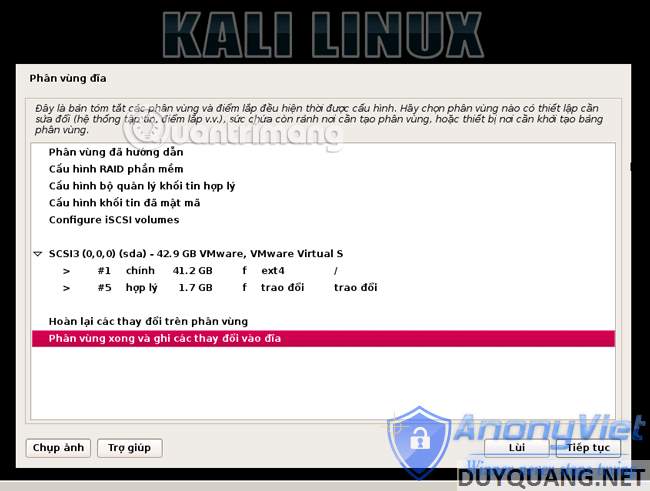 KALI LINUX
Phân vùng đĩa
Đây là bản tóm tắt các phân vùng và điểm lắp đều hiện thời được cấu hình. Hãy chọn phân vùng nào có thiết lập cần
sửa đổi (hệ thống tập tin, điểm lắp v.v.), sức chứa còn rảnh nơi cần tạo phân vùng, hoặc thiết bị nơi cần khởi tạo bảng
phân vùng.
Quantrimang
Phân vùng đã hướng dẫn
Cấu hình RAID phần mềm
Cấu hình bộ quản lý khối tin hợp lý
Cấu hình khối tin đã mật mã
Configure iSCSI volumes
SCSI3 (0,0,0) (sda) - 42.9 GB VMware, VMware Virtual S
> #1 chính 41.2 GB f ext4 /
> #5 hợp lý 1.7 GB f trao đổi trao đổi
Hoàn lại các thay đổi trên phân vùng
Phân vùng xong và ghi các thay đổi vào đĩa
AnonyViet
Chụp ảnh Trợ giúp Lùi Tiếp tục
DUYQUANG.NET